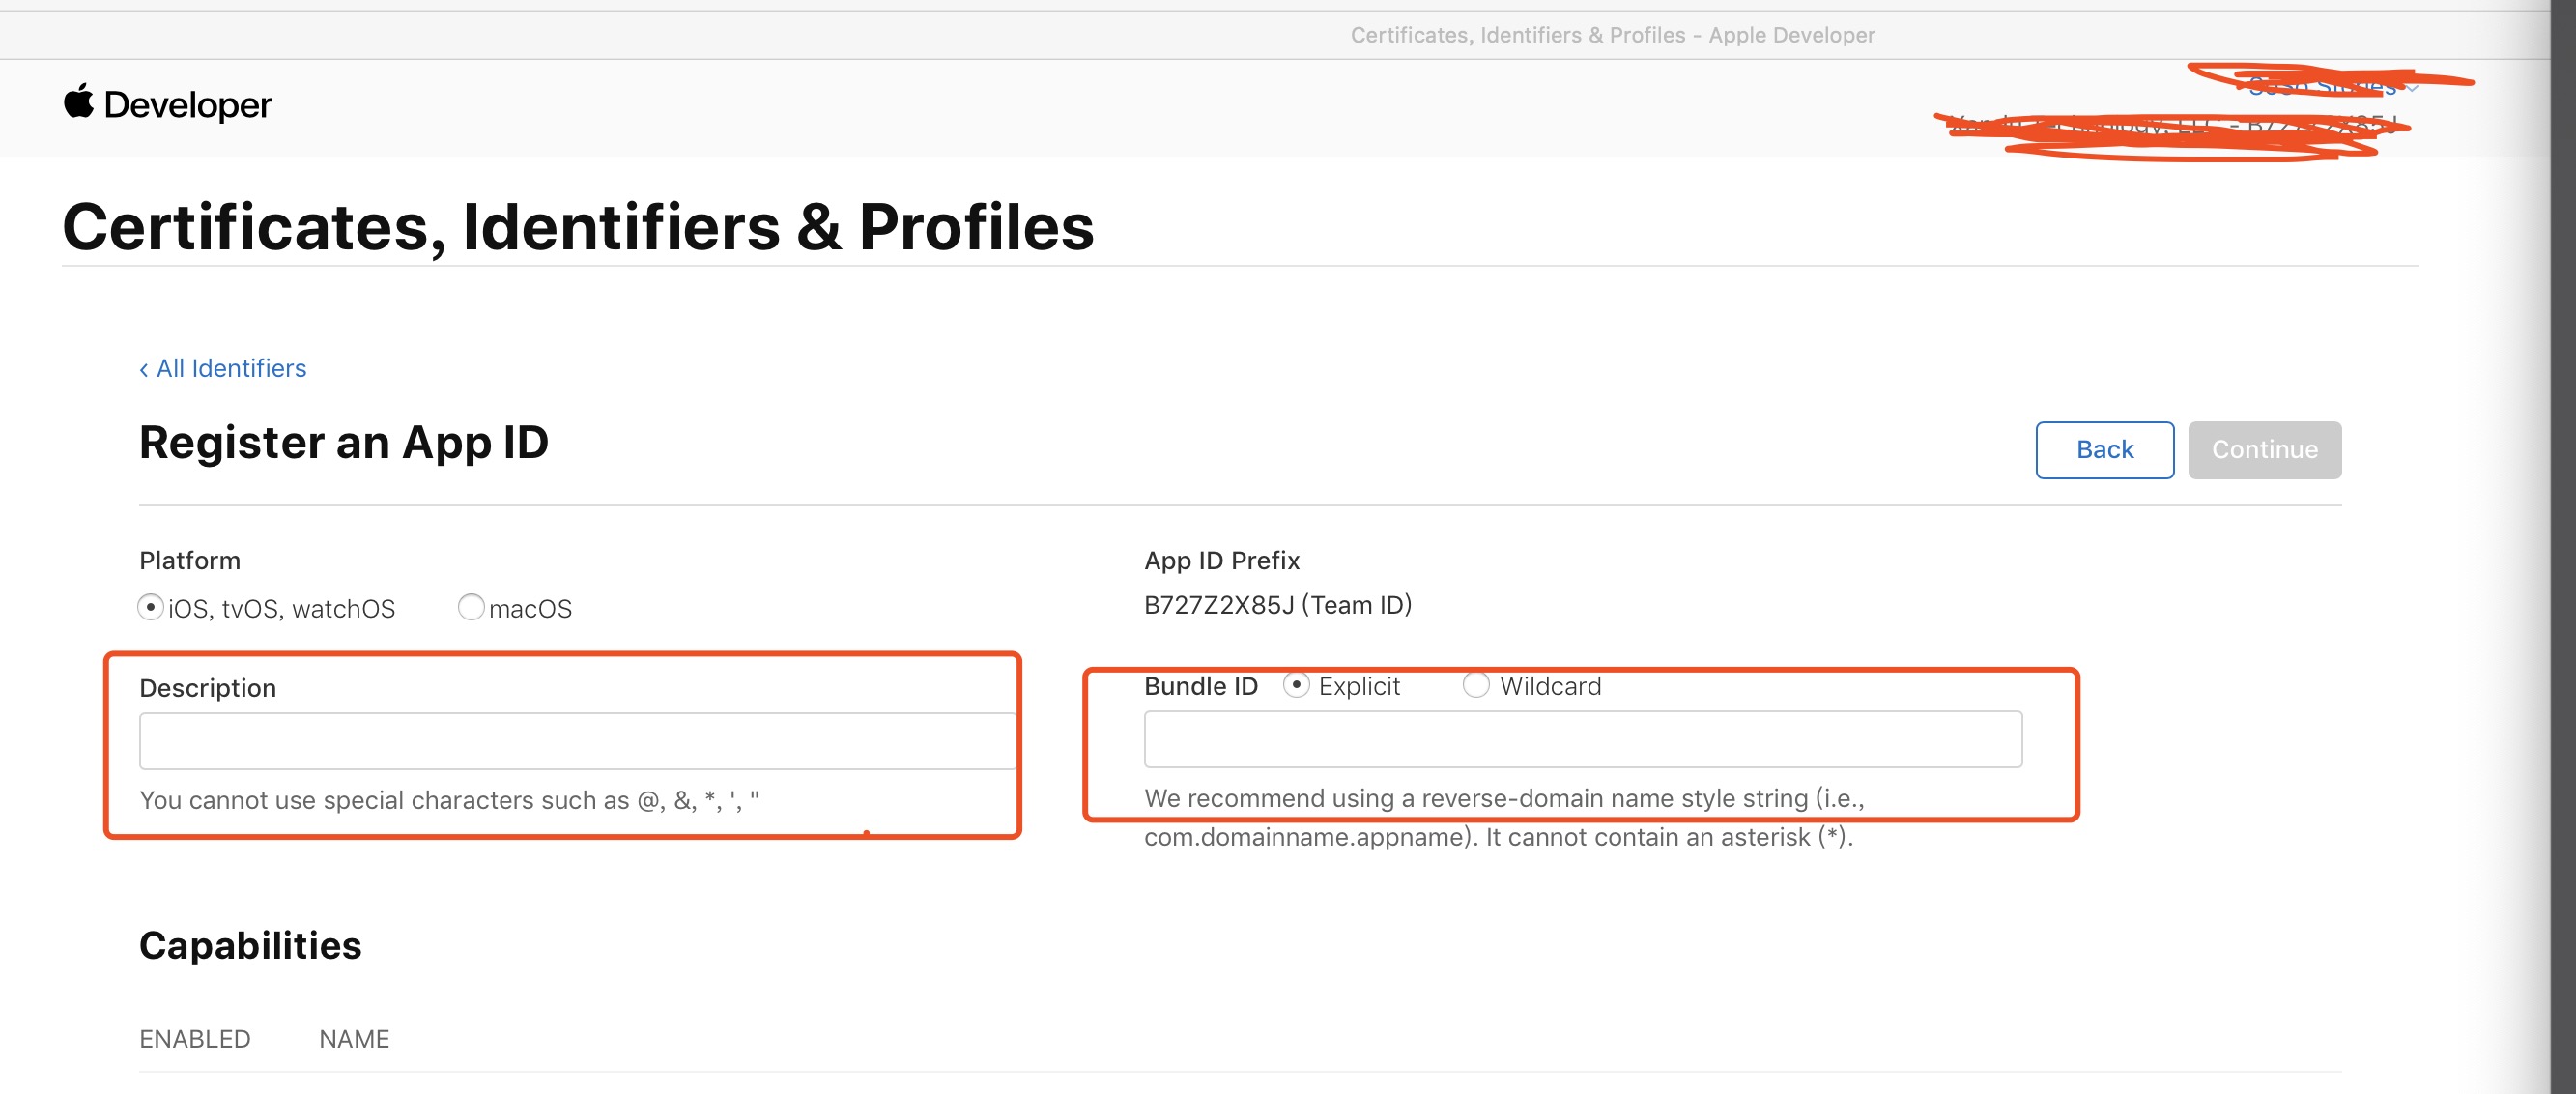 Certificates, Identifiers & Profiles - Apple Developer
Developer
Certificates, Identifiers & Profiles
‹ All Identifiers
Register an App ID
Back Continue
Platform
iOS, tvOS, watchOS macOS
App ID Prefix
B727Z2X85J (Team ID)
Description
You cannot use special characters such as @, &, *, ', "
Bundle ID Explicit Wildcard
We recommend using a reverse-domain name style string (i.e.,
com.domainname.appname). It cannot contain an asterisk (*).
Capabilities
ENABLED NAME